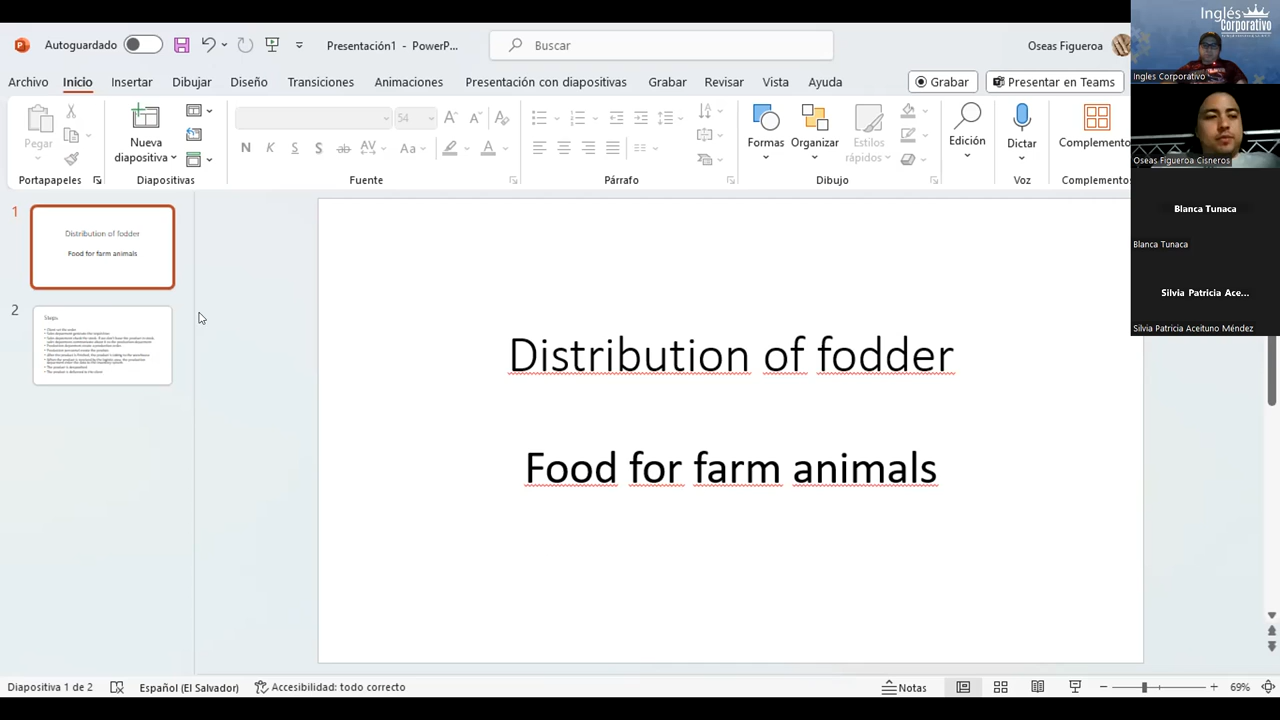 Autoguardado
Presentación1 - PowerP...
Buscar
Oseas Figueroa
Archivo Inicio Insertar Dibujar Diseño Transiciones Animaciones Presentación con diapositivas Grabar Revisar Vista Ayuda
Grabar
Presentar en Teams
Pegar
Nueva diapositiva
54
Formas Organizar Estilos rápidos
Edición
Dictar
Complemento
Portapapeles Diapositivas Fuente Párrafo Dibujo Voz Complementos
1
Distribution of fodder
Food for farm animals
2
Steps
Distribution of fodder
Food for farm animals
Inglés
Corporativo
Ingles Corporativo
Oseas Figueroa Cisneros
Blanca Tunaca
Blanca Tunaca
Silvia Patricia Ace...
Silvia Patricia Aceituno Méndez
Diapositiva 1 de 2
Español (El Salvador)
Accesibilidad: todo correcto
Notas
69%